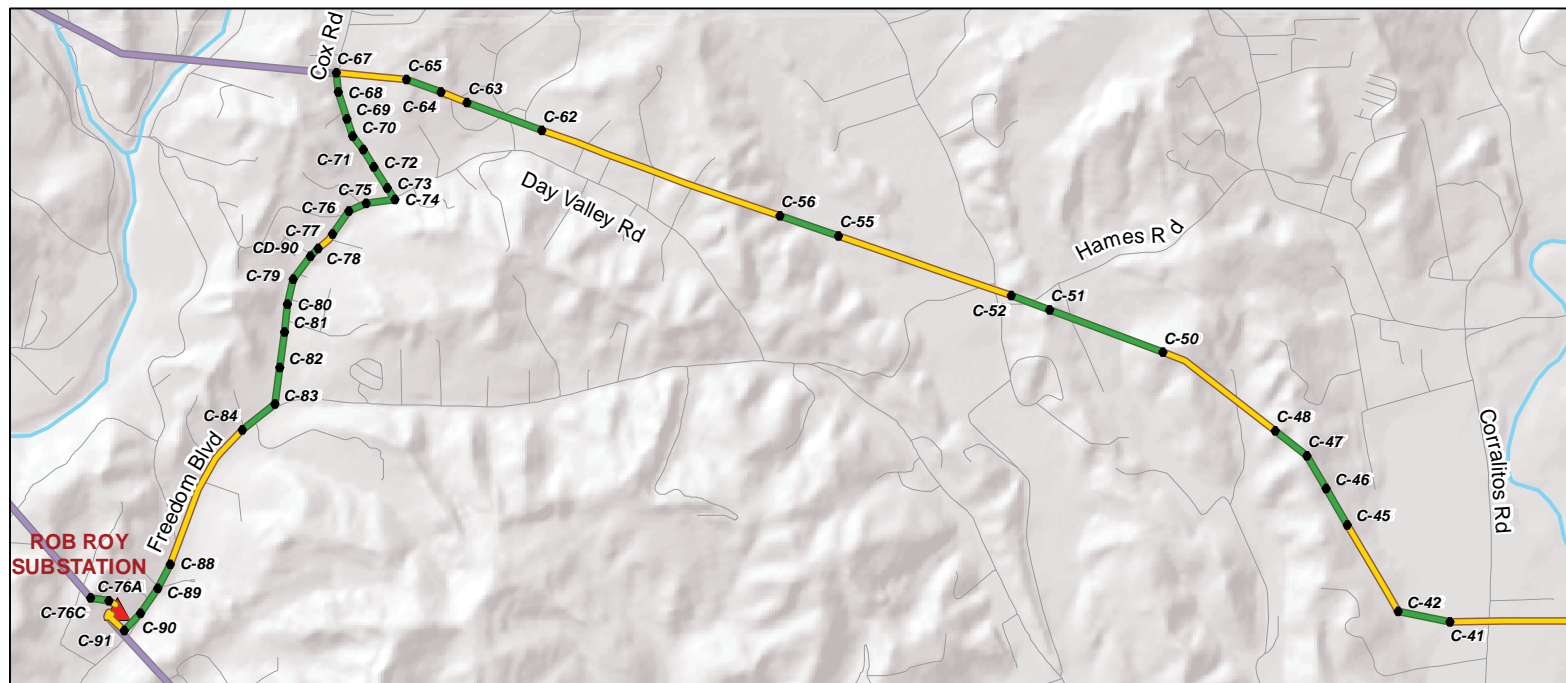 Cox Rd
C-67
C-65
C-68
C-64
C-63
C-69
C-62
C-70
C-71
C-72
C-73
C-75
C-74
C-76
Day Valley Rd
C-56
C-77
C-55
Hames Rd
CD-90
C-78
C-79
C-80
C-51
C-52
C-81
C-50
C-82
C-83
C-84
C-48
Corralitos Rd
C-47
Freedom Blvd
C-46
C-45
ROB ROY
SUBSTATION
C-88
C-76A
C-89
C-76C
C-90
C-42
C-91
C-41